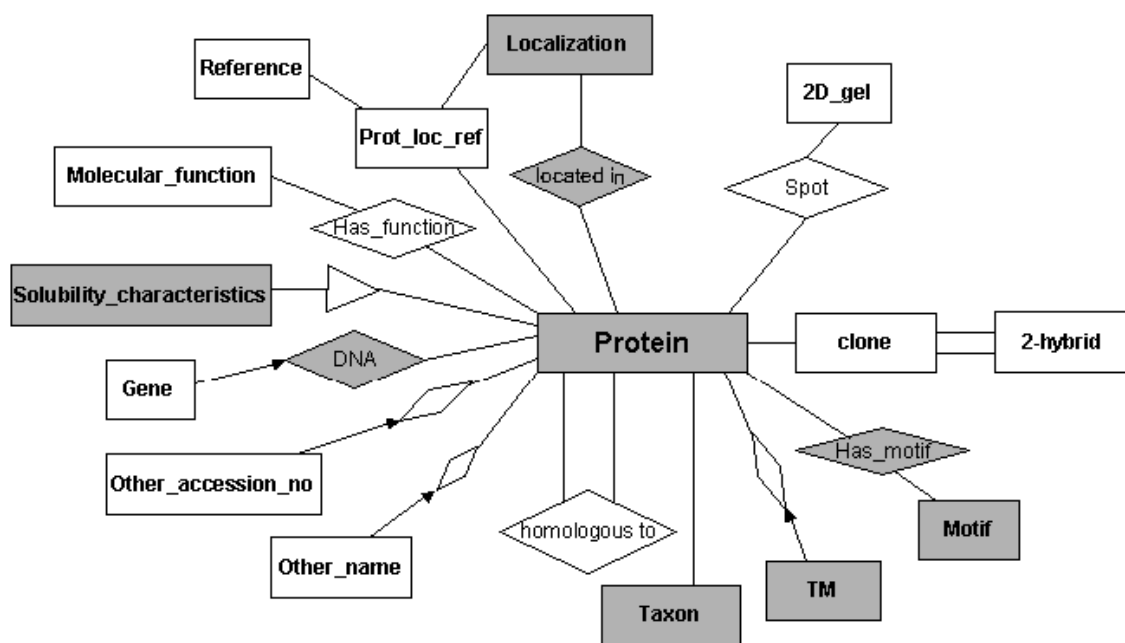 Localization
Reference
2D_gel
Prot_loc_ref
Molecular_function
located in
Spot
Has_function
Solubility_characteristics
Protein
clone
2-hybrid
DNA
Gene
Has_motif
Other_accession_no
homologous to
Motif
Other_name
TM
Taxon